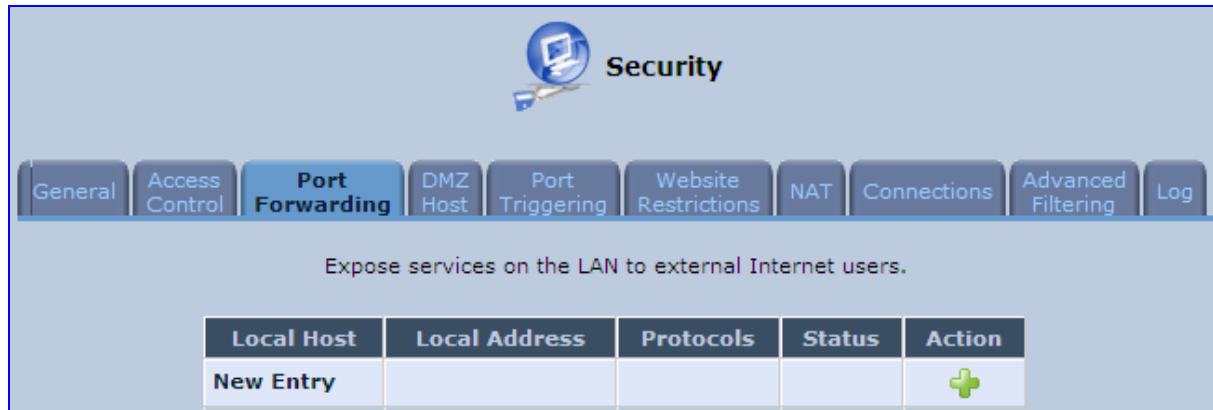 Security
General
Access
Control
Port
Forwarding
DMZ
Host
Port
Triggering
Website
Restrictions
NAT
Connections
Advanced
Filtering
Log
Expose services on the LAN to external Internet users.
Local Host Local Address Protocols Status Action
New Entry